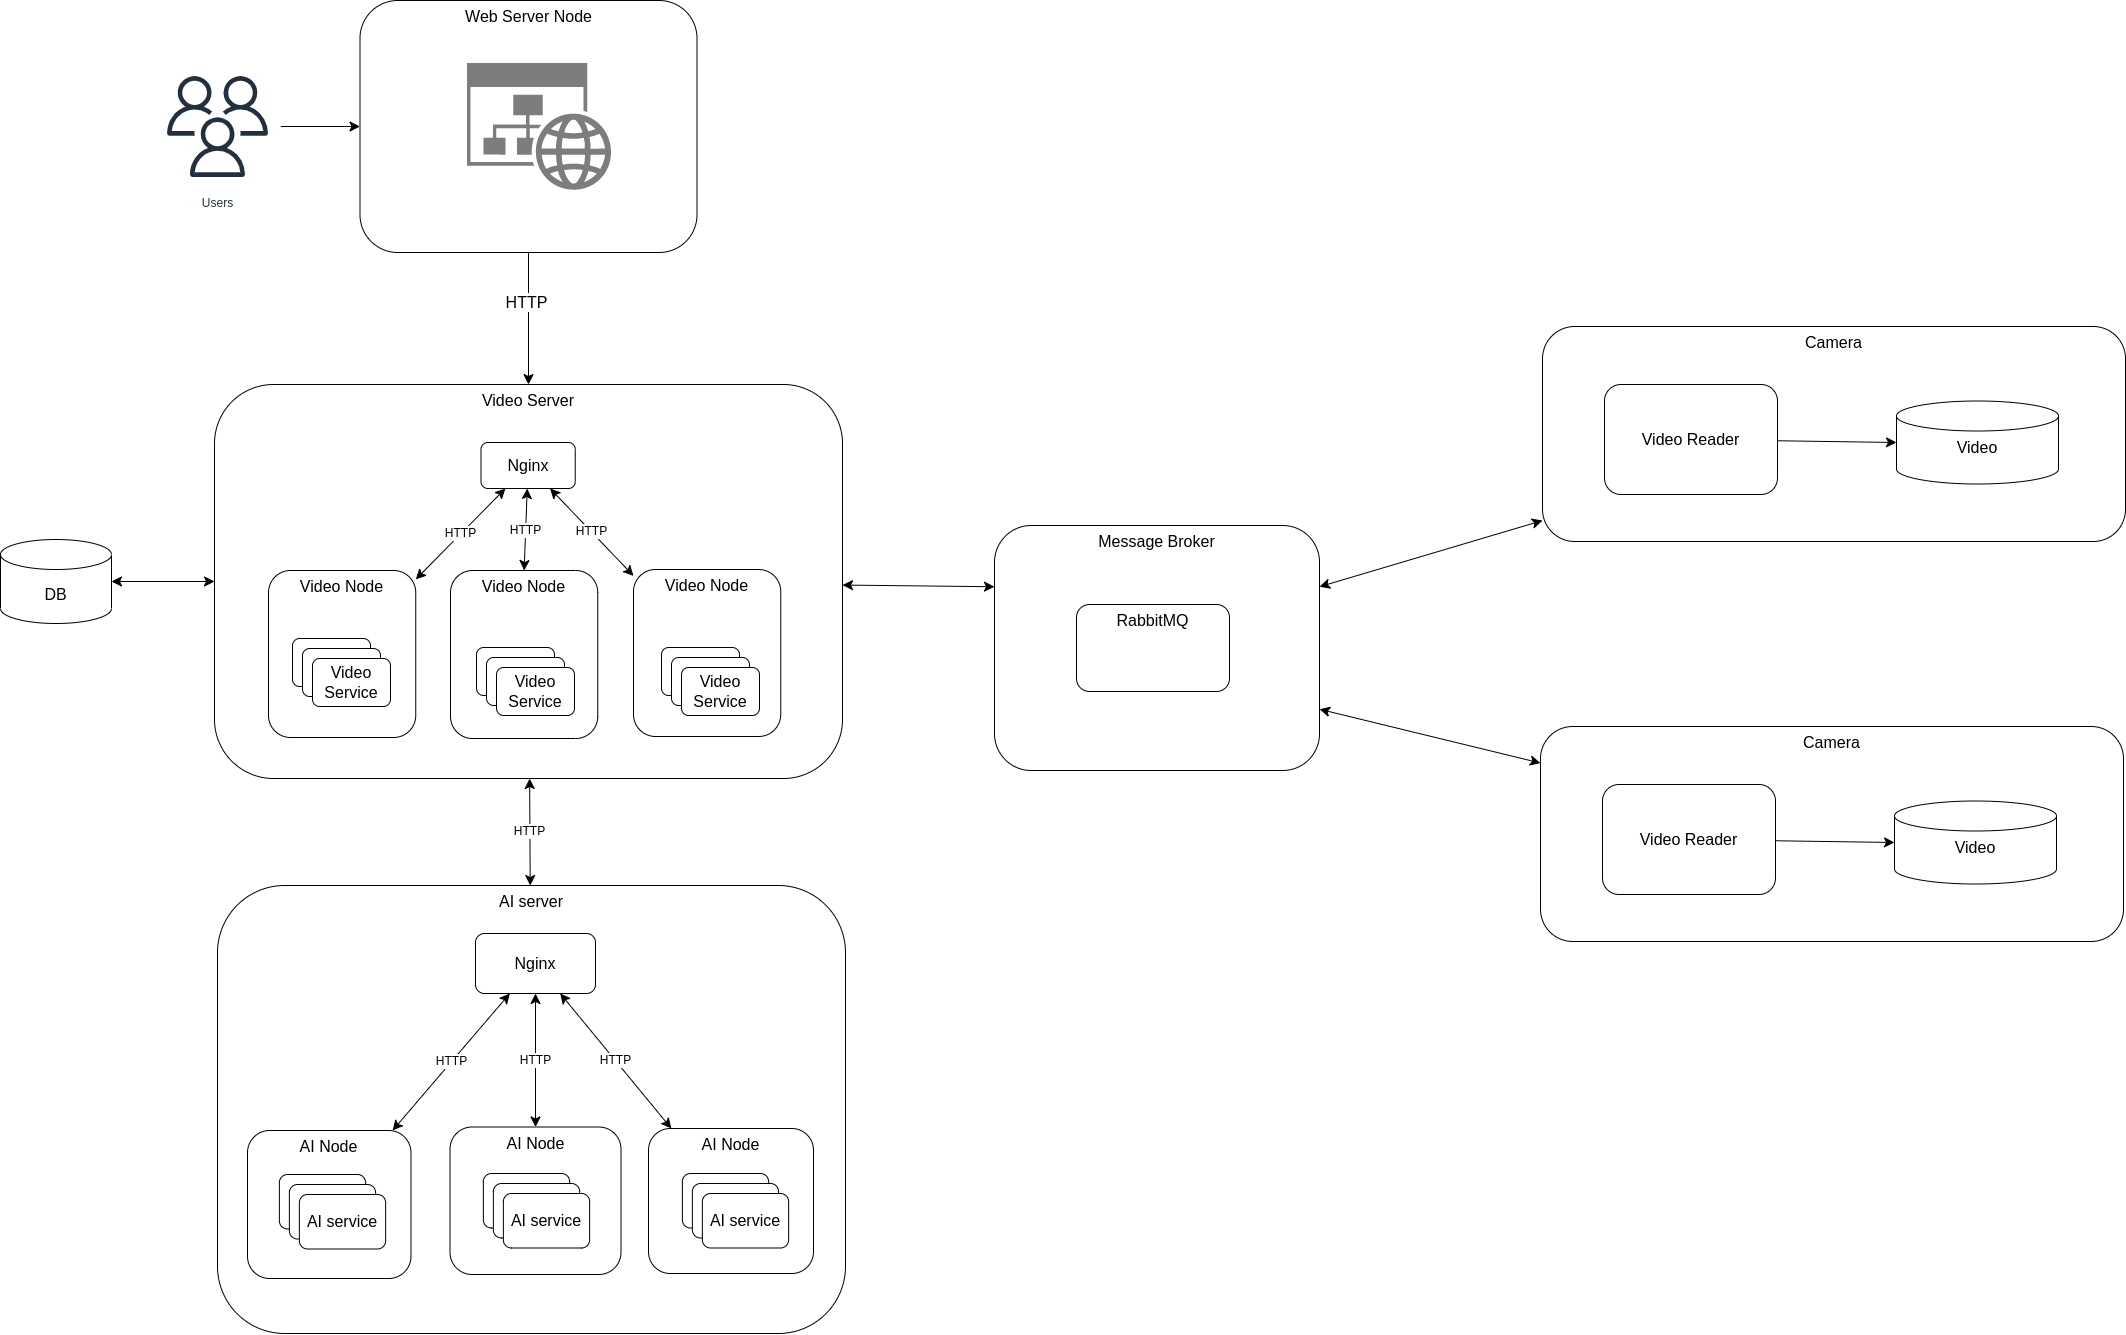 Web Server Node
Users
HTTP
Video Server
Nginx
HTTP
HTTP
HTTP
Video Node
Video Node
Video Node
Video
Service
Video
Service
Video
Service
DB
Message Broker
RabbitMQ
Camera
Video Reader
Video
Camera
Video Reader
Video
HTTP
AI server
Nginx
HTTP
HTTP
HTTP
AI Node
AI Node
AI Node
AI service
AI service
AI service